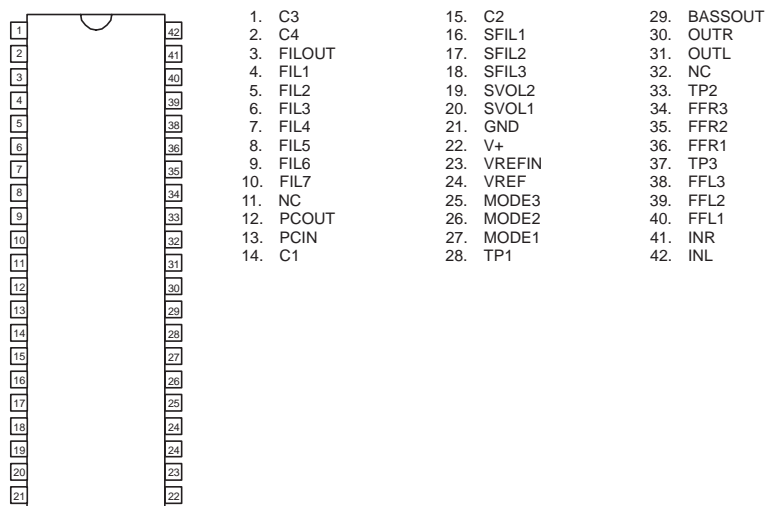 1 42
2 41
3 40
4 39
5 38
6 36
7 35
8 34
9 33
10 32
11 31
12 30
13 29
14 28
15 27
16 26
17 25
18 24
19 24
20 23
21 22
1. C3
2. C4
3. FILOUT
4. FIL1
5. FIL2
6. FIL3
7. FIL4
8. FIL5
9. FIL6
10. FIL7
11. NC
12. PCOUT
13. PCIN
14. C1
15. C2
16. SFIL1
17. SFIL2
18. SFIL3
19. SVOL2
20. SVOL1
21. GND
22. V+
23. VREFIN
24. VREF
25. MODE3
26. MODE2
27. MODE1
28. TP1
29. BASSOUT
30. OUTR
31. OUTL
32. NC
33. TP2
34. FFR3
35. FFR2
36. FFR1
37. TP3
38. FFL3
39. FFL2
40. FFL1
41. INR
42. INL